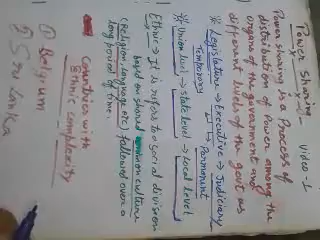 Power Sharing
Video-1
Power sharing is a Process of
distribution of Power among the
organs of the government and
different levels of the govt as
※ Legislature → Executive → Judiciary
Temporary
Permanent
※ Union level → state level → local level
Ethnic → It is refers to social division
based on shared common culture
(Religion, language etc) followed over a
long period of time.
Countries with
Ethnic complexity
① Belgium
② Sri Lanka